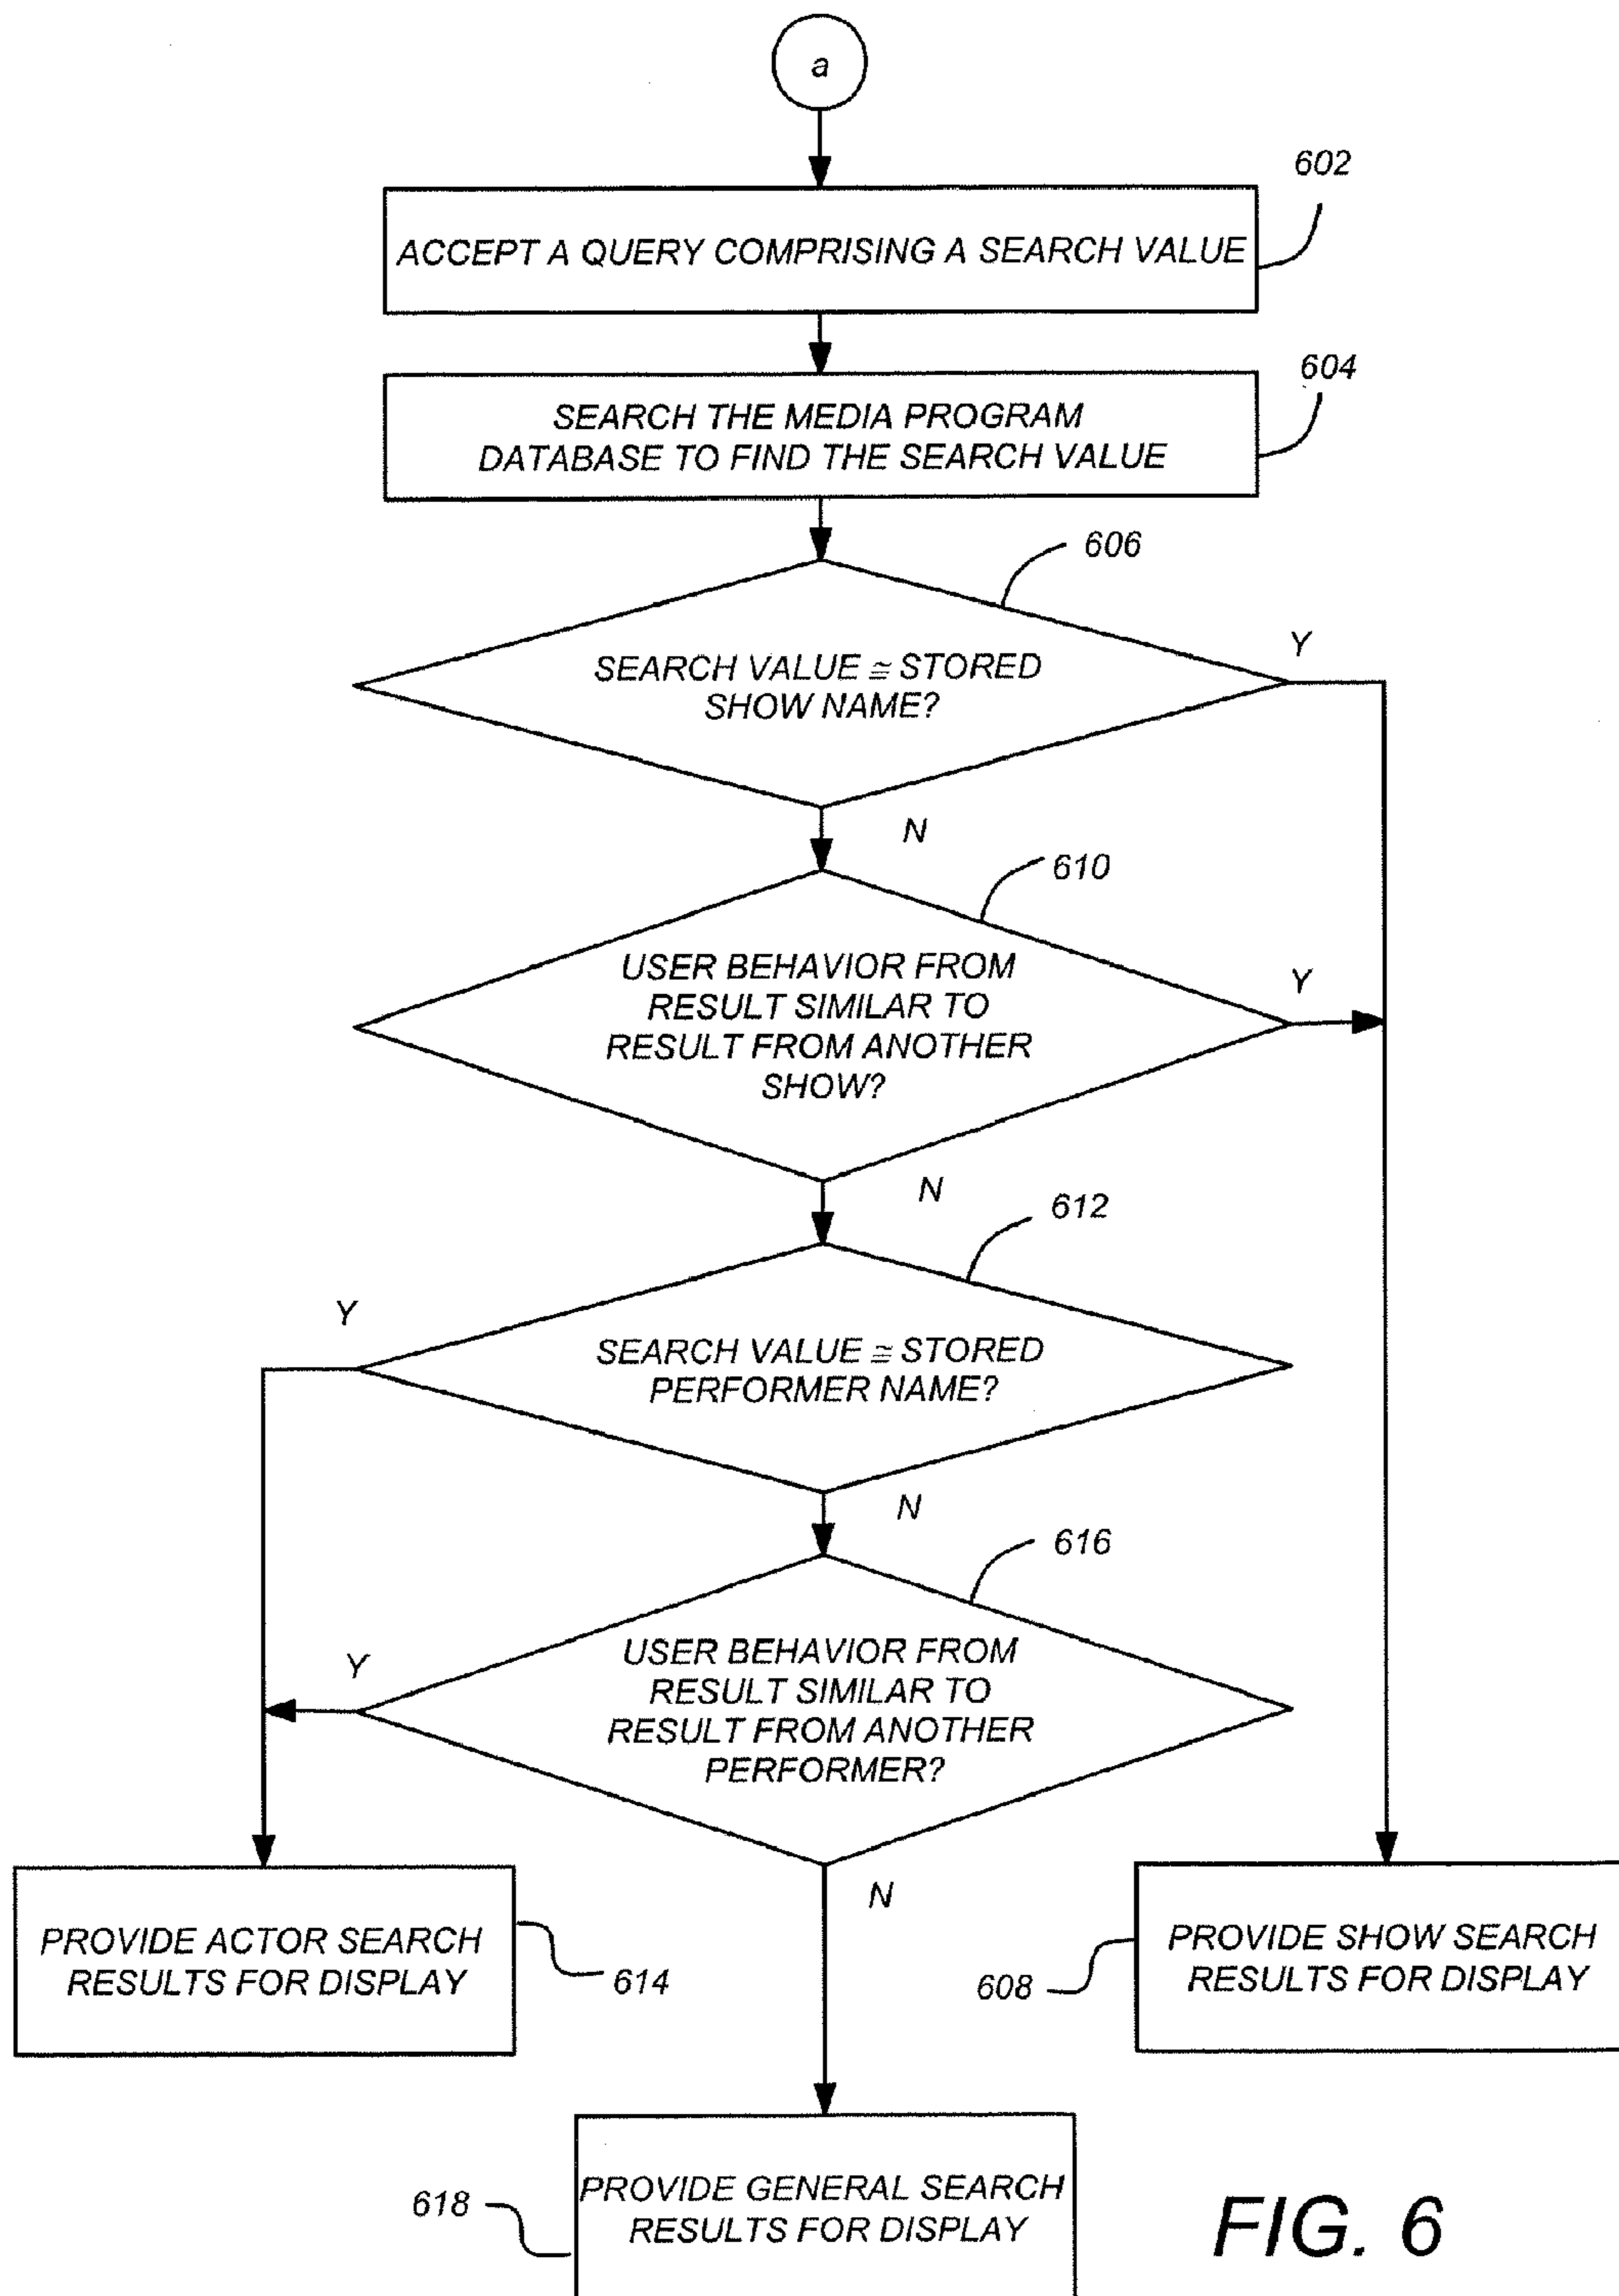 a
602
ACCEPT A QUERY COMPRISING A SEARCH VALUE
604
SEARCH THE MEDIA PROGRAM
DATABASE TO FIND THE SEARCH VALUE
606
Y
SEARCH VALUE ≅ STORED
SHOW NAME?
N
610
USER BEHAVIOR FROM
RESULT SIMILAR TO
RESULT FROM ANOTHER
SHOW?
Y
N
612
Y
SEARCH VALUE ≅ STORED
PERFORMER NAME?
N
616
Y
USER BEHAVIOR FROM
RESULT SIMILAR TO
RESULT FROM ANOTHER
PERFORMER?
N
PROVIDE ACTOR SEARCH
RESULTS FOR DISPLAY
614
608
PROVIDE SHOW SEARCH
RESULTS FOR DISPLAY
618
PROVIDE GENERAL SEARCH
RESULTS FOR DISPLAY
FIG. 6